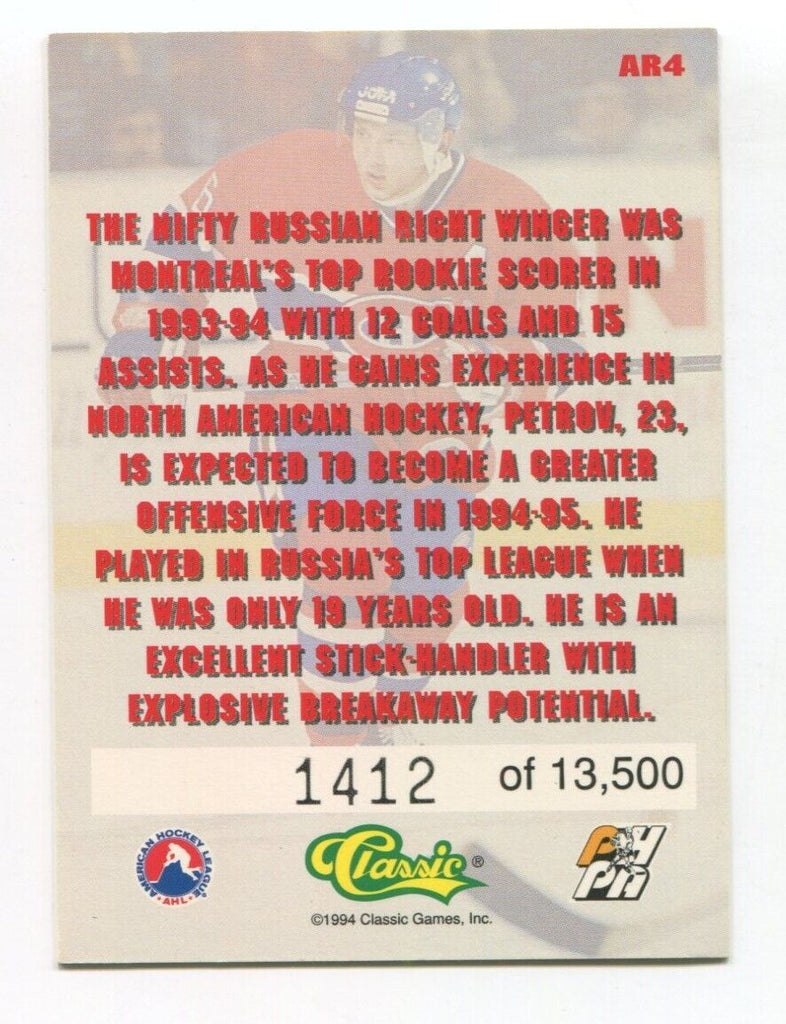 AR4
JOFA
THE NIFTY RUSSIAN RIGHT WINGER WAS
MONTREAL'S TOP ROOKIE SCORER IN
1993-94 WITH 12 GOALS AND 15
ASSISTS. AS HE GAINS EXPERIENCE IN
NORTH AMERICAN HOCKEY, PETROV, 23,
IS EXPECTED TO BECOME A GREATER
OFFENSIVE FORCE IN 1994-95. HE
PLAYED IN RUSSIA'S TOP LEAGUE WHEN
HE WAS ONLY 19 YEARS OLD. HE IS AN
EXCELLENT STICK-HANDLER WITH
EXPLOSIVE BREAKAWAY POTENTIAL.
1412 of 13,500
AMERICAN HOCKEY LEAGUE
AHL
Classic®
PHPA
©1994 Classic Games, Inc.